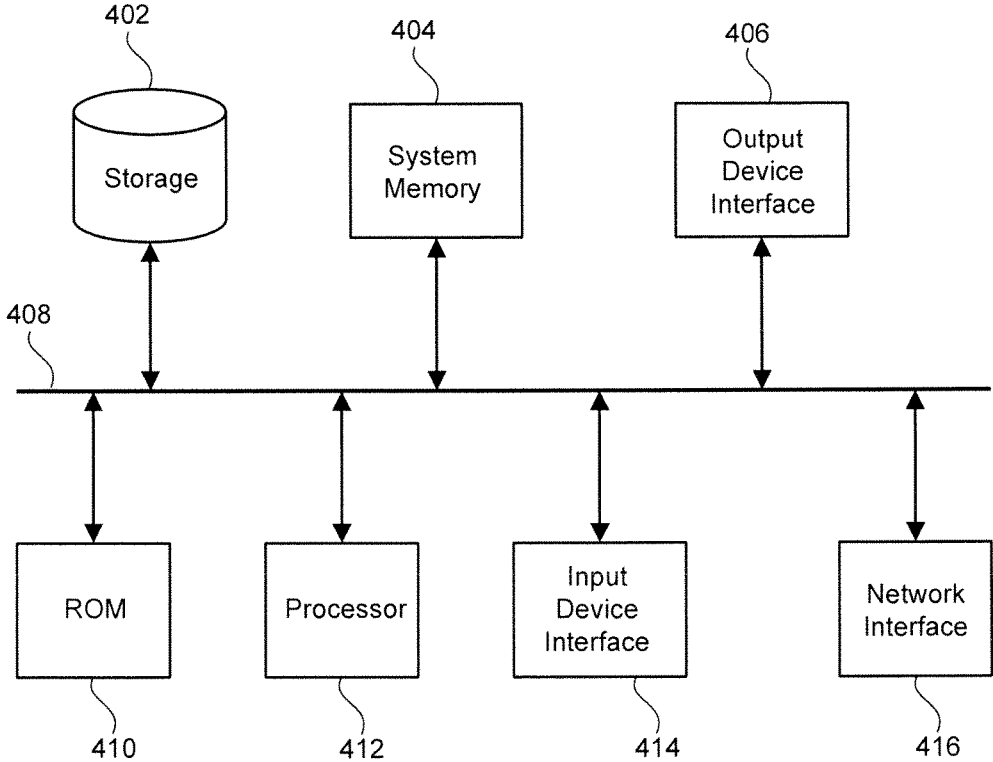 402
404
406
Storage
System
Memory
Output
Device
Interface
408
ROM
Processor
Input
Device
Interface
Network
Interface
410
412
414
416